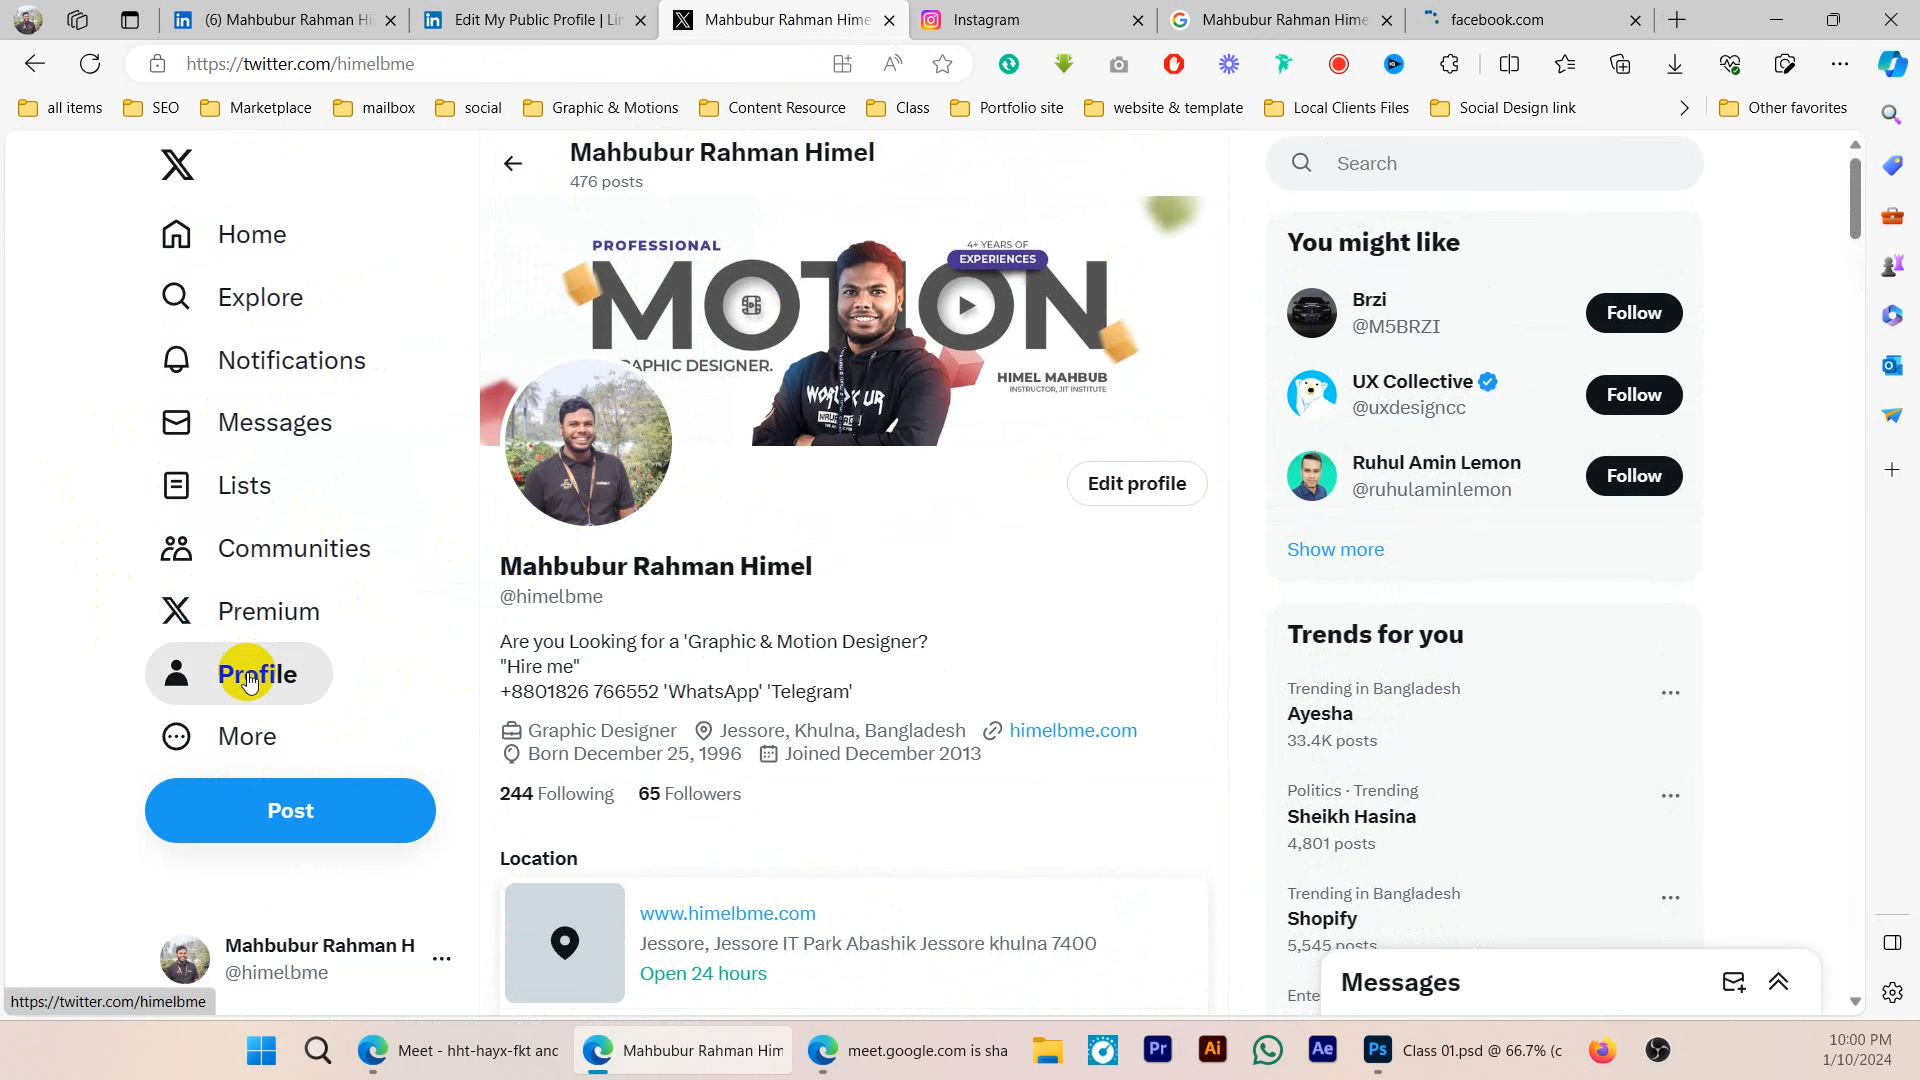 (6) Mahbubur Rahman Hi
Edit My Public Profile | Lin
Mahbubur Rahman Hime
Instagram
Mahbubur Rahman Hime
facebook.com
https://twitter.com/himelbme
all items
SEO
Marketplace
mailbox
social
Graphic & Motions
Content Resource
Class
Portfolio site
website & template
Local Clients Files
Social Design link
Other favorites
Home
Explore
Notifications
Messages
Lists
Communities
Premium
Profile
More
Post
Mahbubur Rahman H
@himelbme
https://twitter.com/himelbme
Mahbubur Rahman Himel
476 posts
PROFESSIONAL
4+ YEARS OF
EXPERIENCES
MOTION
APHIC DESIGNER.
HIMEL MAHBUB
INSTRUCTOR, JIT INSTITUTE
Edit profile
Mahbubur Rahman Himel
@himelbme
Are you Looking for a 'Graphic & Motion Designer?
"Hire me"
+8801826 766552 'WhatsApp' 'Telegram'
Graphic Designer
Jessore, Khulna, Bangladesh
himelbme.com
Born December 25, 1996
Joined December 2013
244 Following
65 Followers
Location
www.himelbme.com
Jessore, Jessore IT Park Abashik Jessore khulna 7400
Open 24 hours
Search
You might like
Brzi
@M5BRZI
Follow
UX Collective
@uxdesigncc
Follow
Ruhul Amin Lemon
@ruhulaminlemon
Follow
Show more
Trends for you
Trending in Bangladesh
Ayesha
33.4K posts
Politics · Trending
Sheikh Hasina
4,801 posts
Trending in Bangladesh
Shopify
5,545 posts
Ente
Messages
Meet - hht-hayx-fkt anc
Mahbubur Rahman Him
meet.google.com is sha
Pr
Ai
Ae
Ps
Class 01.psd @ 66.7% (c
10:00 PM
1/10/2024